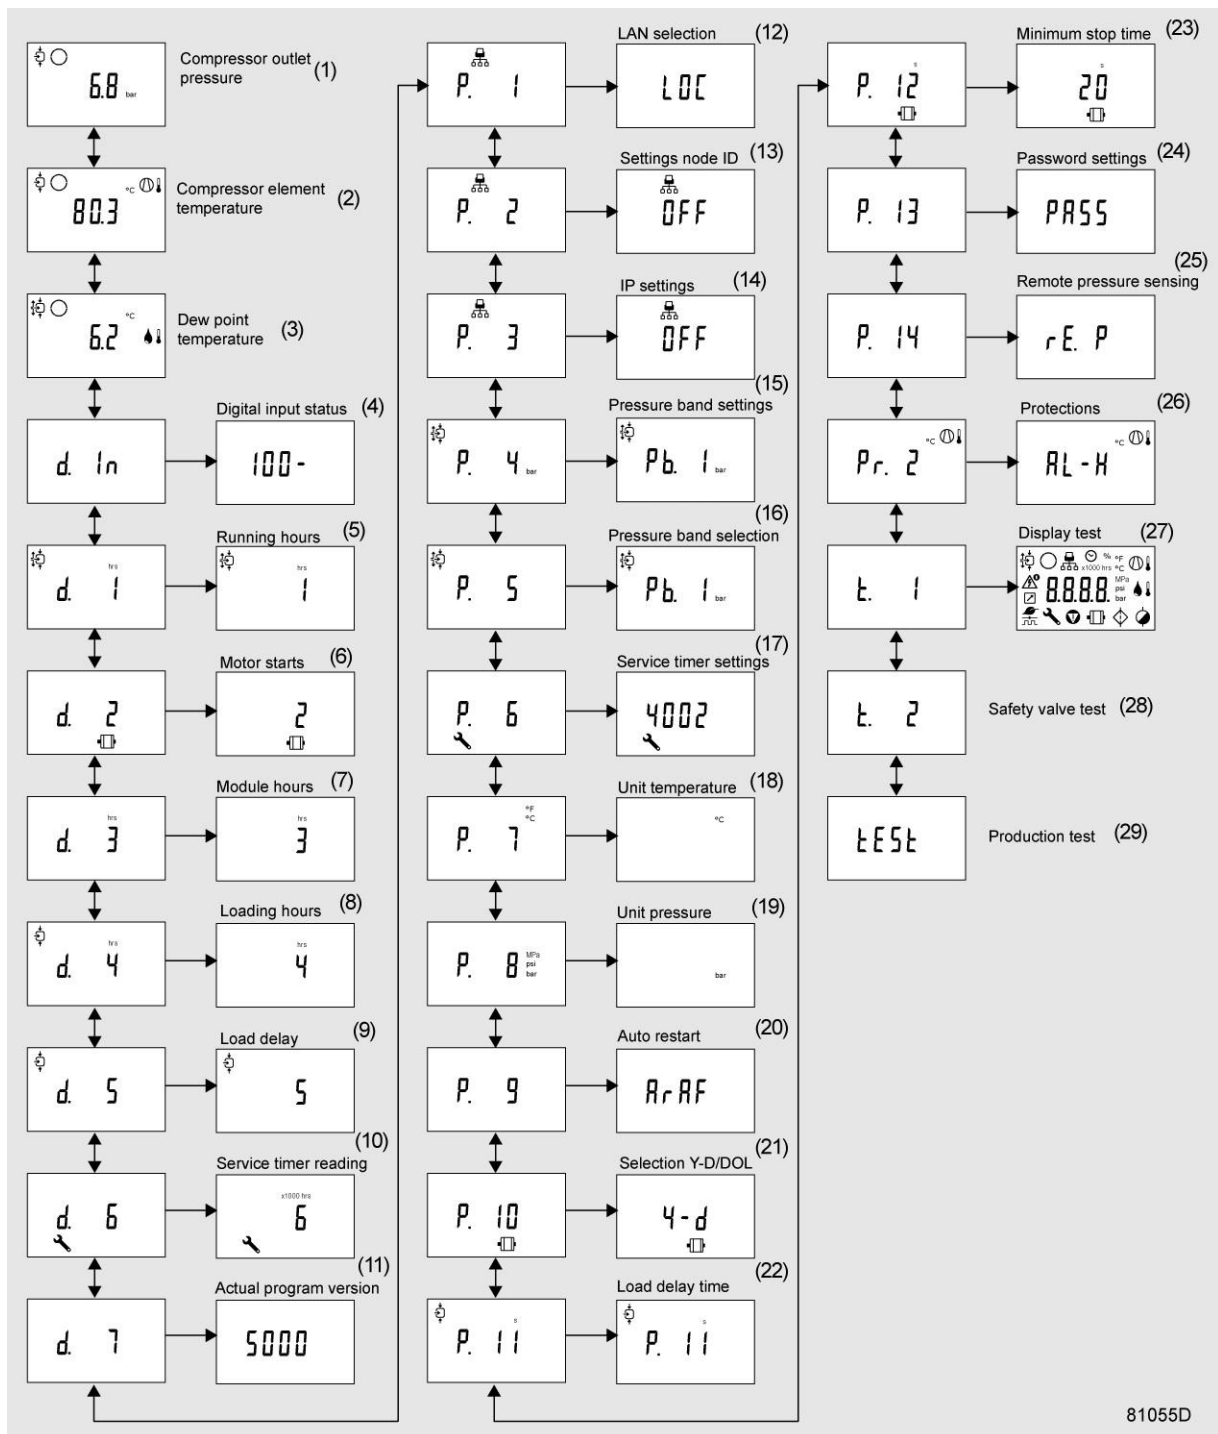 Compressor outlet
pressure
(1)
6.8 bar
Compressor element
temperature
(2)
°C
80.3
Dew point
temperature
(3)
°C
6.2
d. In
Digital input status (4)
100-
hrs
d. 1
Running hours (5)
hrs
1
d. 2
Motor starts (6)
2
hrs
d. 3
Module hours (7)
hrs
3
hrs
d. 4
Loading hours (8)
hrs
4
d. 5
Load delay (9)
5
d. 6
(10)
Service timer reading
x1000 hrs
6
d. 7
(11)
Actual program version
5000
P. 1
LAN selection (12)
LOC
P. 2
Settings node ID (13)
OFF
P. 3
IP settings (14)
OFF
P. 4 bar
(15)
Pressure band settings
Pb. 1 bar
P. 5
(16)
Pressure band selection
Pb. 1 bar
P. 6
(17)
Service timer settings
4002
°F
°C
P. 7
Unit temperature (18)
°C
MPa
psi
bar
P. 8
Unit pressure (19)
bar
P. 9
Auto restart (20)
ArAF
P. 10
(21)
Selection Y-D/DOL
Y-d
s
P. 11
(22)
Load delay time
s
P. 11
s
P. 12
Minimum stop time (23)
s
20
P. 13
Password settings (24)
PASS
P. 14
(25)
Remote pressure sensing
rE. P
°C
Pr. 2
Protections (26)
°C
AL-H
t. 1
Display test (27)
% °F
x1000 hrs °C
8.8.8.8.
MPa
psi
bar
t. 2
Safety valve test (28)
tESt
Production test (29)
81055D